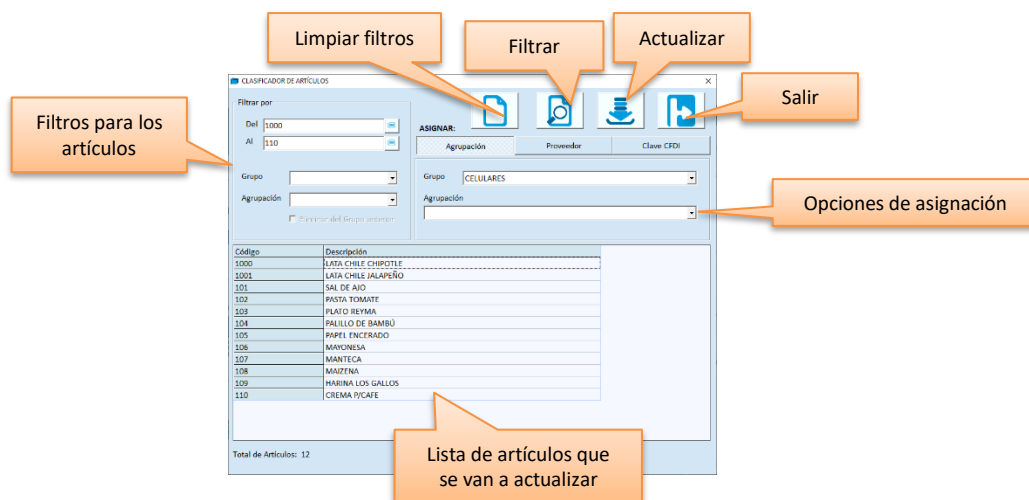 Limpiar filtros
Filtrar
Actualizar
Salir
Filtros para los
artículos
Opciones de asignación
CLASIFICADOR DE ARTÍCULOS
Filtrar por
Del 1000
Al 110
Grupo
Agrupación
Eliminar del Grupo anterior
ASIGNAR:
Agrupación Proveedor Clave CFDI
Grupo CELULARES
Agrupación
Código Descripción
1000 LATA CHILE CHIPOTLE
1001 LATA CHILE JALAPEÑO
101 SAL DE AJO
102 PASTA TOMATE
103 PLATO REYMA
104 PALILLO DE BAMBÚ
105 PAPEL ENCERADO
106 MAYONESA
107 MANTECA
108 MAIZENA
109 HARINA LOS GALLOS
110 CREMA P/CAFE
Total de Artículos: 12
Lista de artículos que
se van a actualizar